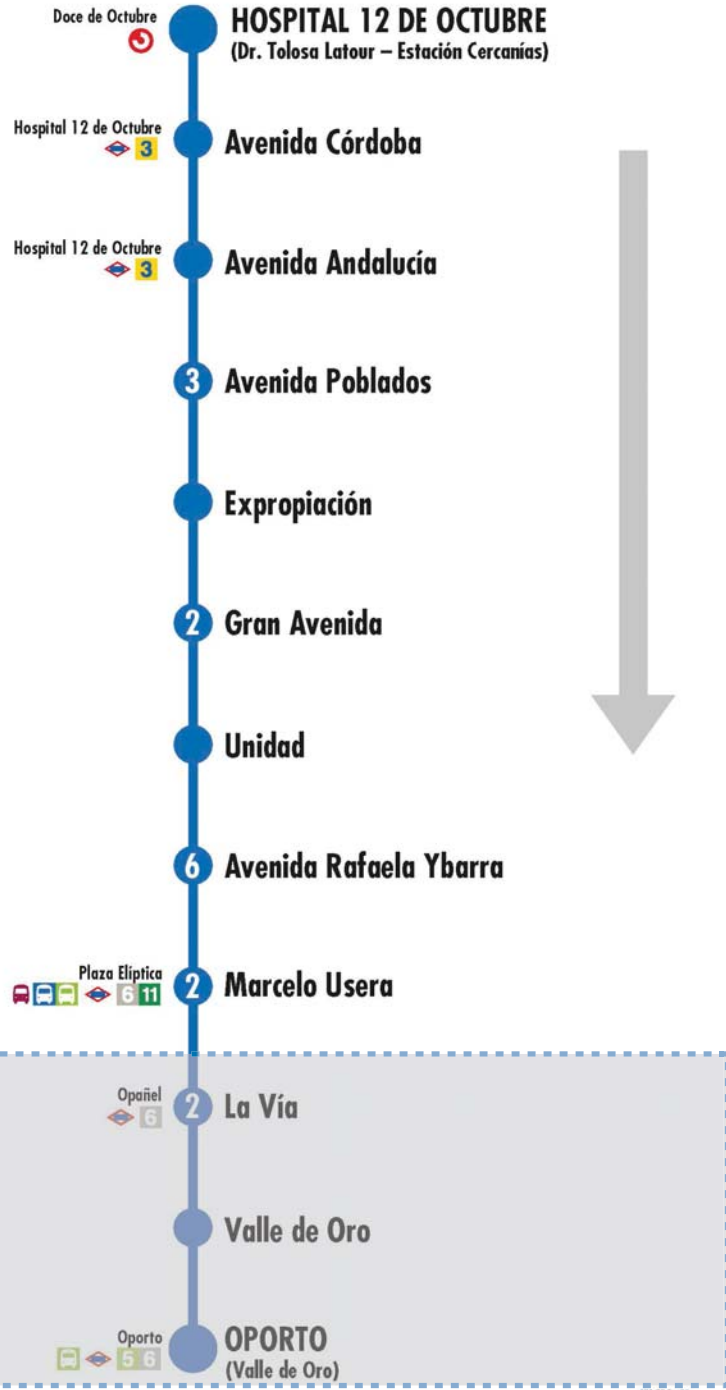 Doce de Octubre
HOSPITAL 12 DE OCTUBRE
(Dr. Tolosa Latour – Estación Cercanías)
Hospital 12 de Octubre
3
Avenida Córdoba
Hospital 12 de Octubre
3
Avenida Andalucía
3 Avenida Poblados
Expropiación
2 Gran Avenida
Unidad
6 Avenida Rafaela Ybarra
Plaza Elíptica
6 11
2 Marcelo Usera
Opañel
6
2 La Vía
Valle de Oro
Oporto
5 6
OPORTO
(Valle de Oro)